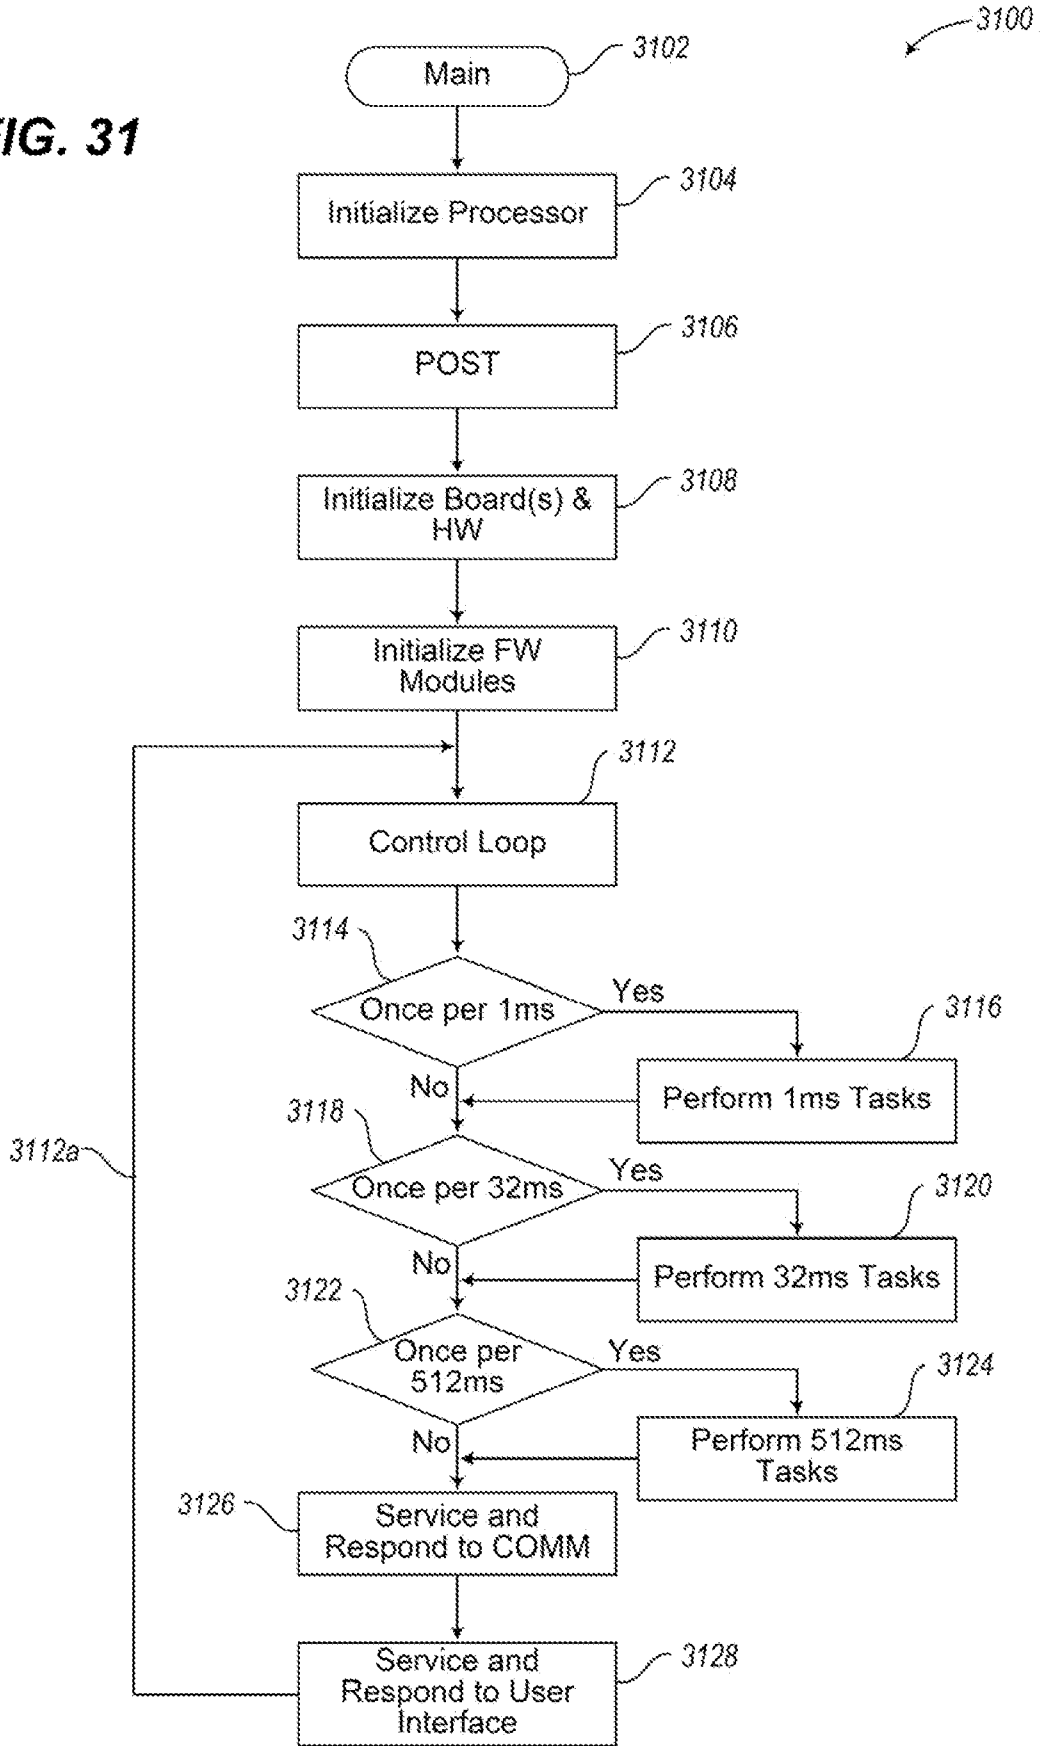 3100
Main
3102
IG. 31
Initialize Processor
3104
POST
3106
Initialize Board(s) &
HW
3108
Initialize FW
Modules
3110
3112
Control Loop
3114
Once per 1ms
Yes
3116
Perform 1ms Tasks
No
3118
3112a
Once per 32ms
Yes
3120
Perform 32ms Tasks
No
3122
Once per
512ms
Yes
3124
Perform 512ms
Tasks
No
3126
Service and
Respond to COMM
Service and
Respond to User
Interface
3128